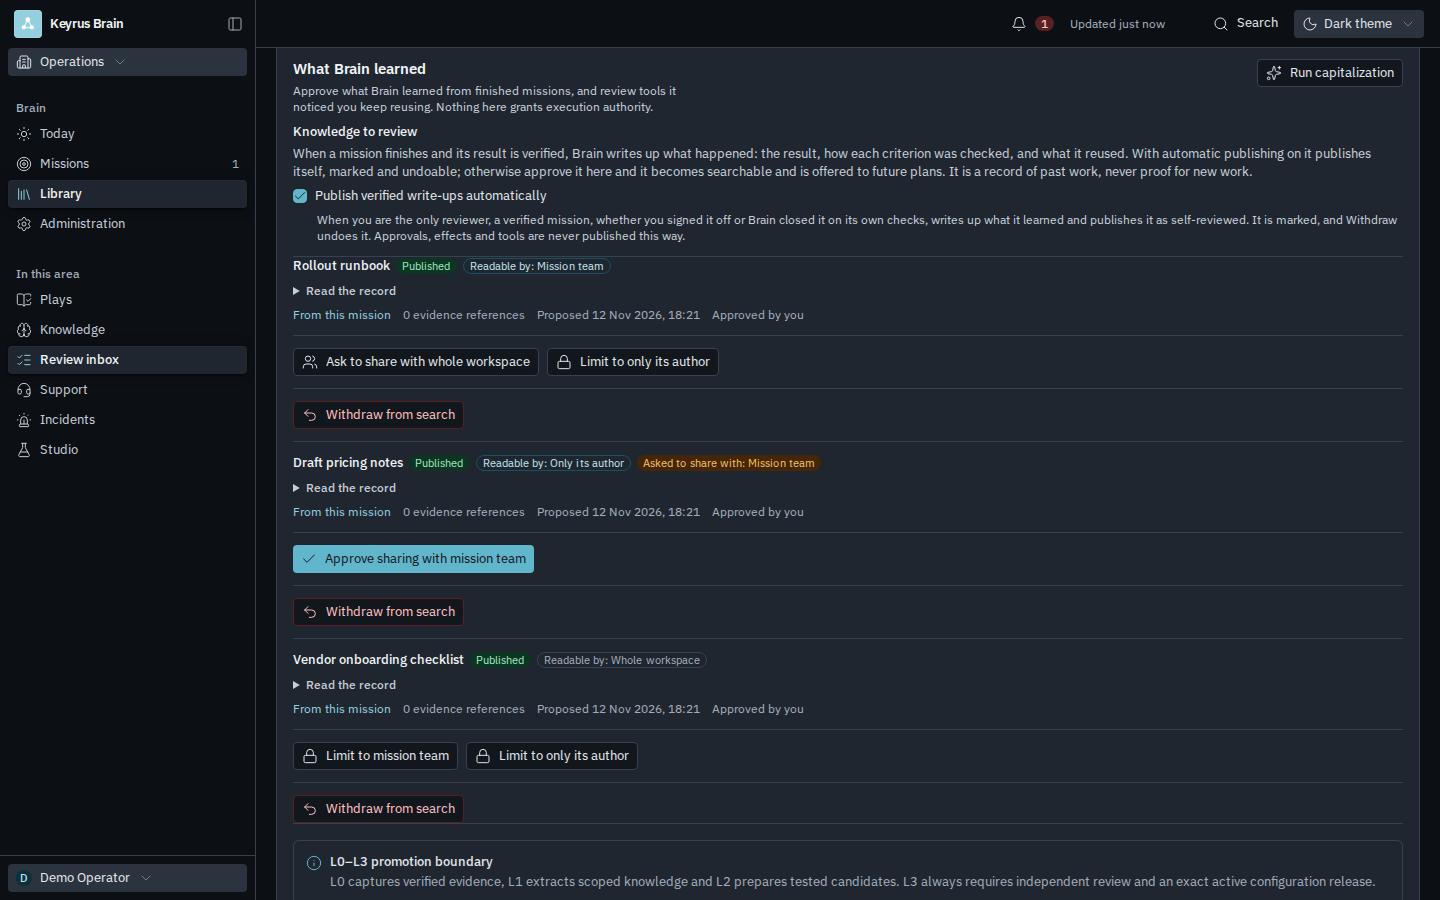 Keyrus Brain
1
Updated just now
Search
Dark theme
Operations
Brain
Today
Missions
1
Library
Administration
In this area
Plays
Knowledge
Review inbox
Support
Incidents
Studio
D
Demo Operator
What Brain learned
Run capitalization
Approve what Brain learned from finished missions, and review tools it
noticed you keep reusing. Nothing here grants execution authority.
Knowledge to review
When a mission finishes and its result is verified, Brain writes up what happened: the result, how each criterion was checked, and what it reused. With automatic publishing on it publishes
itself, marked and undoable; otherwise approve it here and it becomes searchable and is offered to future plans. It is a record of past work, never proof for new work.
Publish verified write-ups automatically
When you are the only reviewer, a verified mission, whether you signed it off or Brain closed it on its own checks, writes up what it learned and publishes it as self-reviewed. It is marked, and Withdraw
undoes it. Approvals, effects and tools are never published this way.
Rollout runbook Published Readable by: Mission team
Read the record
From this mission 0 evidence references Proposed 12 Nov 2026, 18:21 Approved by you
Ask to share with whole workspace Limit to only its author
Withdraw from search
Draft pricing notes Published Readable by: Only its author Asked to share with: Mission team
Read the record
From this mission 0 evidence references Proposed 12 Nov 2026, 18:21 Approved by you
Approve sharing with mission team
Withdraw from search
Vendor onboarding checklist Published Readable by: Whole workspace
Read the record
From this mission 0 evidence references Proposed 12 Nov 2026, 18:21 Approved by you
Limit to mission team Limit to only its author
Withdraw from search
L0–L3 promotion boundary
L0 captures verified evidence, L1 extracts scoped knowledge and L2 prepares tested candidates. L3 always requires independent review and an exact active configuration release.